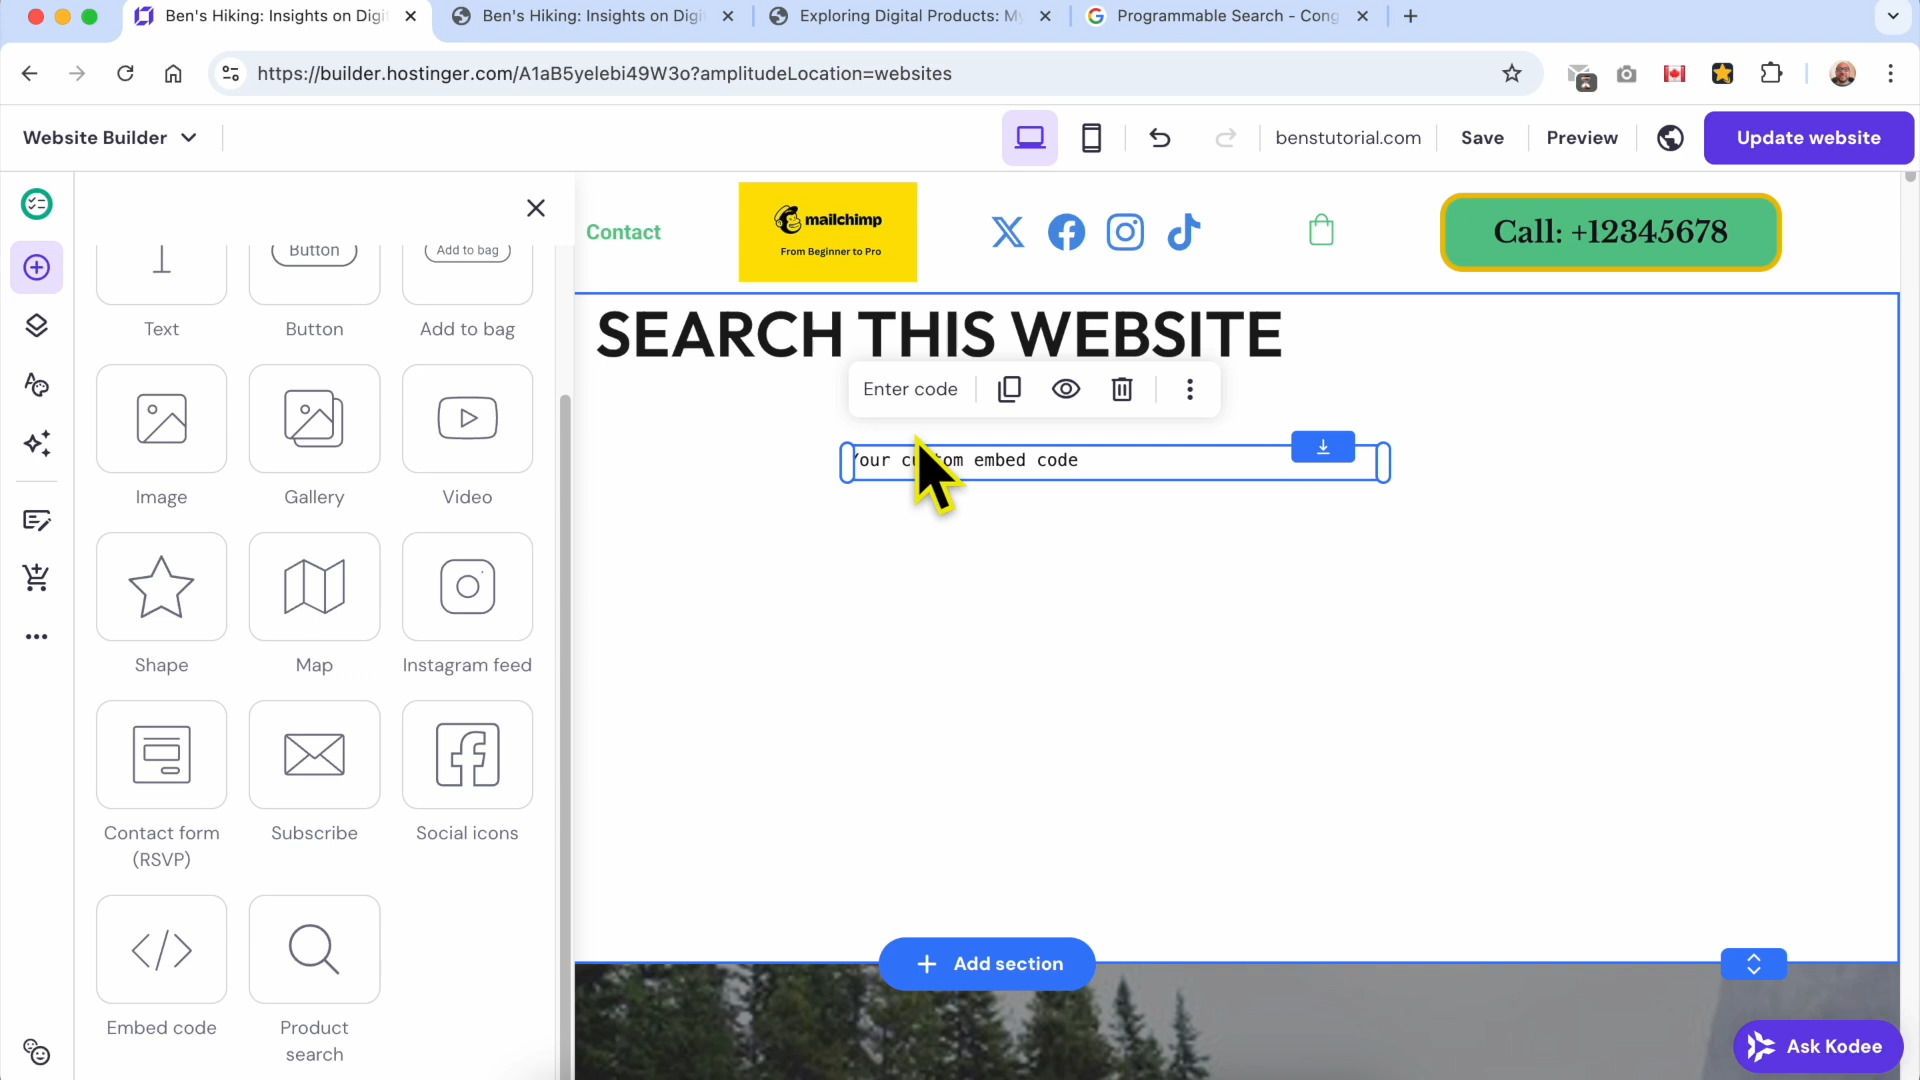 Ben's Hiking: Insights on Digi
Ben's Hiking: Insights on Digi
Exploring Digital Products: My
Programmable Search - Cong
https://builder.hostinger.com/A1aB5yelebi49W3o?amplitudeLocation=websites
Website Builder
benstutorial.com
Save
Preview
Update website
Contact
mailchimp
From Beginner to Pro
Call: +12345678
Button
Add to bag
Text
Button
Add to bag
SEARCH THIS WEBSITE
Enter code
embed code
Image
Gallery
Video
Shape
Map
Instagram feed
Contact form
(RSVP)
Subscribe
Social icons
Add section
Embed code
Product
search
Ask Kodee